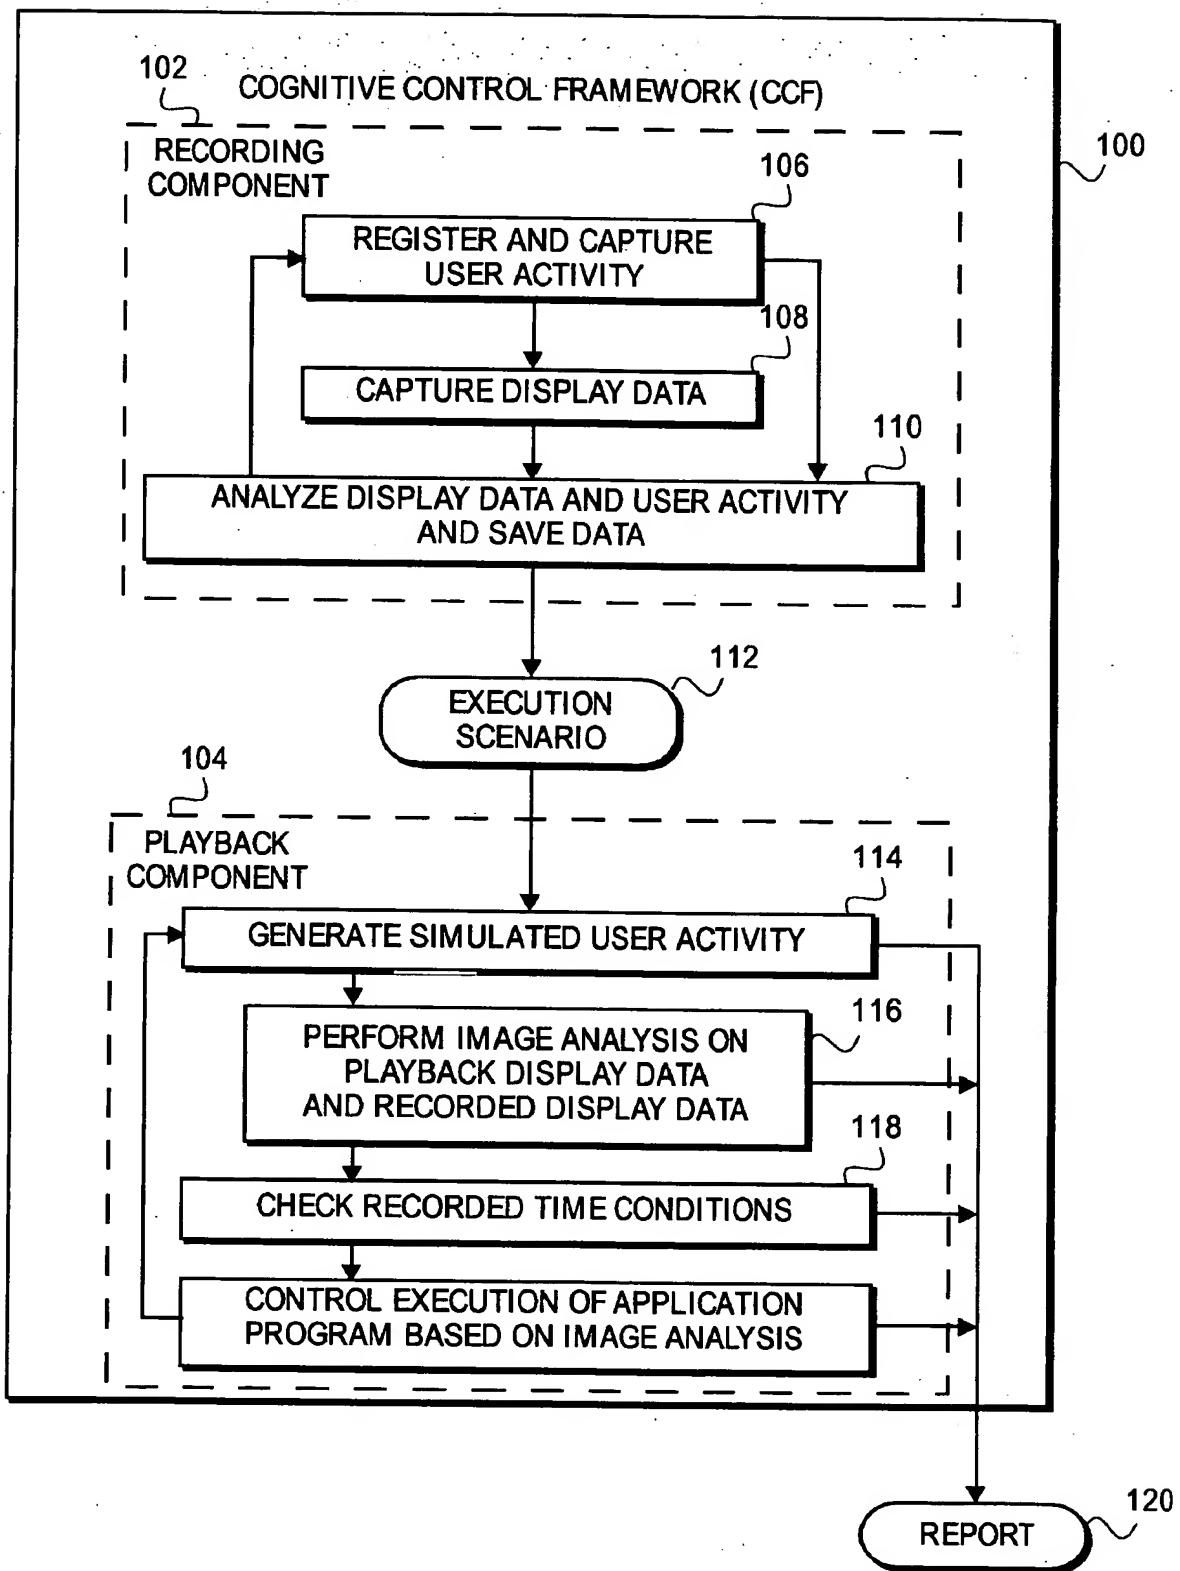 102
COGNITIVE CONTROL FRAMEWORK (CCF)
100
RECORDING
COMPONENT
106
REGISTER AND CAPTURE
USER ACTIVITY
108
CAPTURE DISPLAY DATA
110
ANALYZE DISPLAY DATA AND USER ACTIVITY
AND SAVE DATA
112
EXECUTION
SCENARIO
104
PLAYBACK
COMPONENT
114
GENERATE SIMULATED USER ACTIVITY
116
PERFORM IMAGE ANALYSIS ON
PLAYBACK DISPLAY DATA
AND RECORDED DISPLAY DATA
118
CHECK RECORDED TIME CONDITIONS
CONTROL EXECUTION OF APPLICATION
PROGRAM BASED ON IMAGE ANALYSIS
120
REPORT